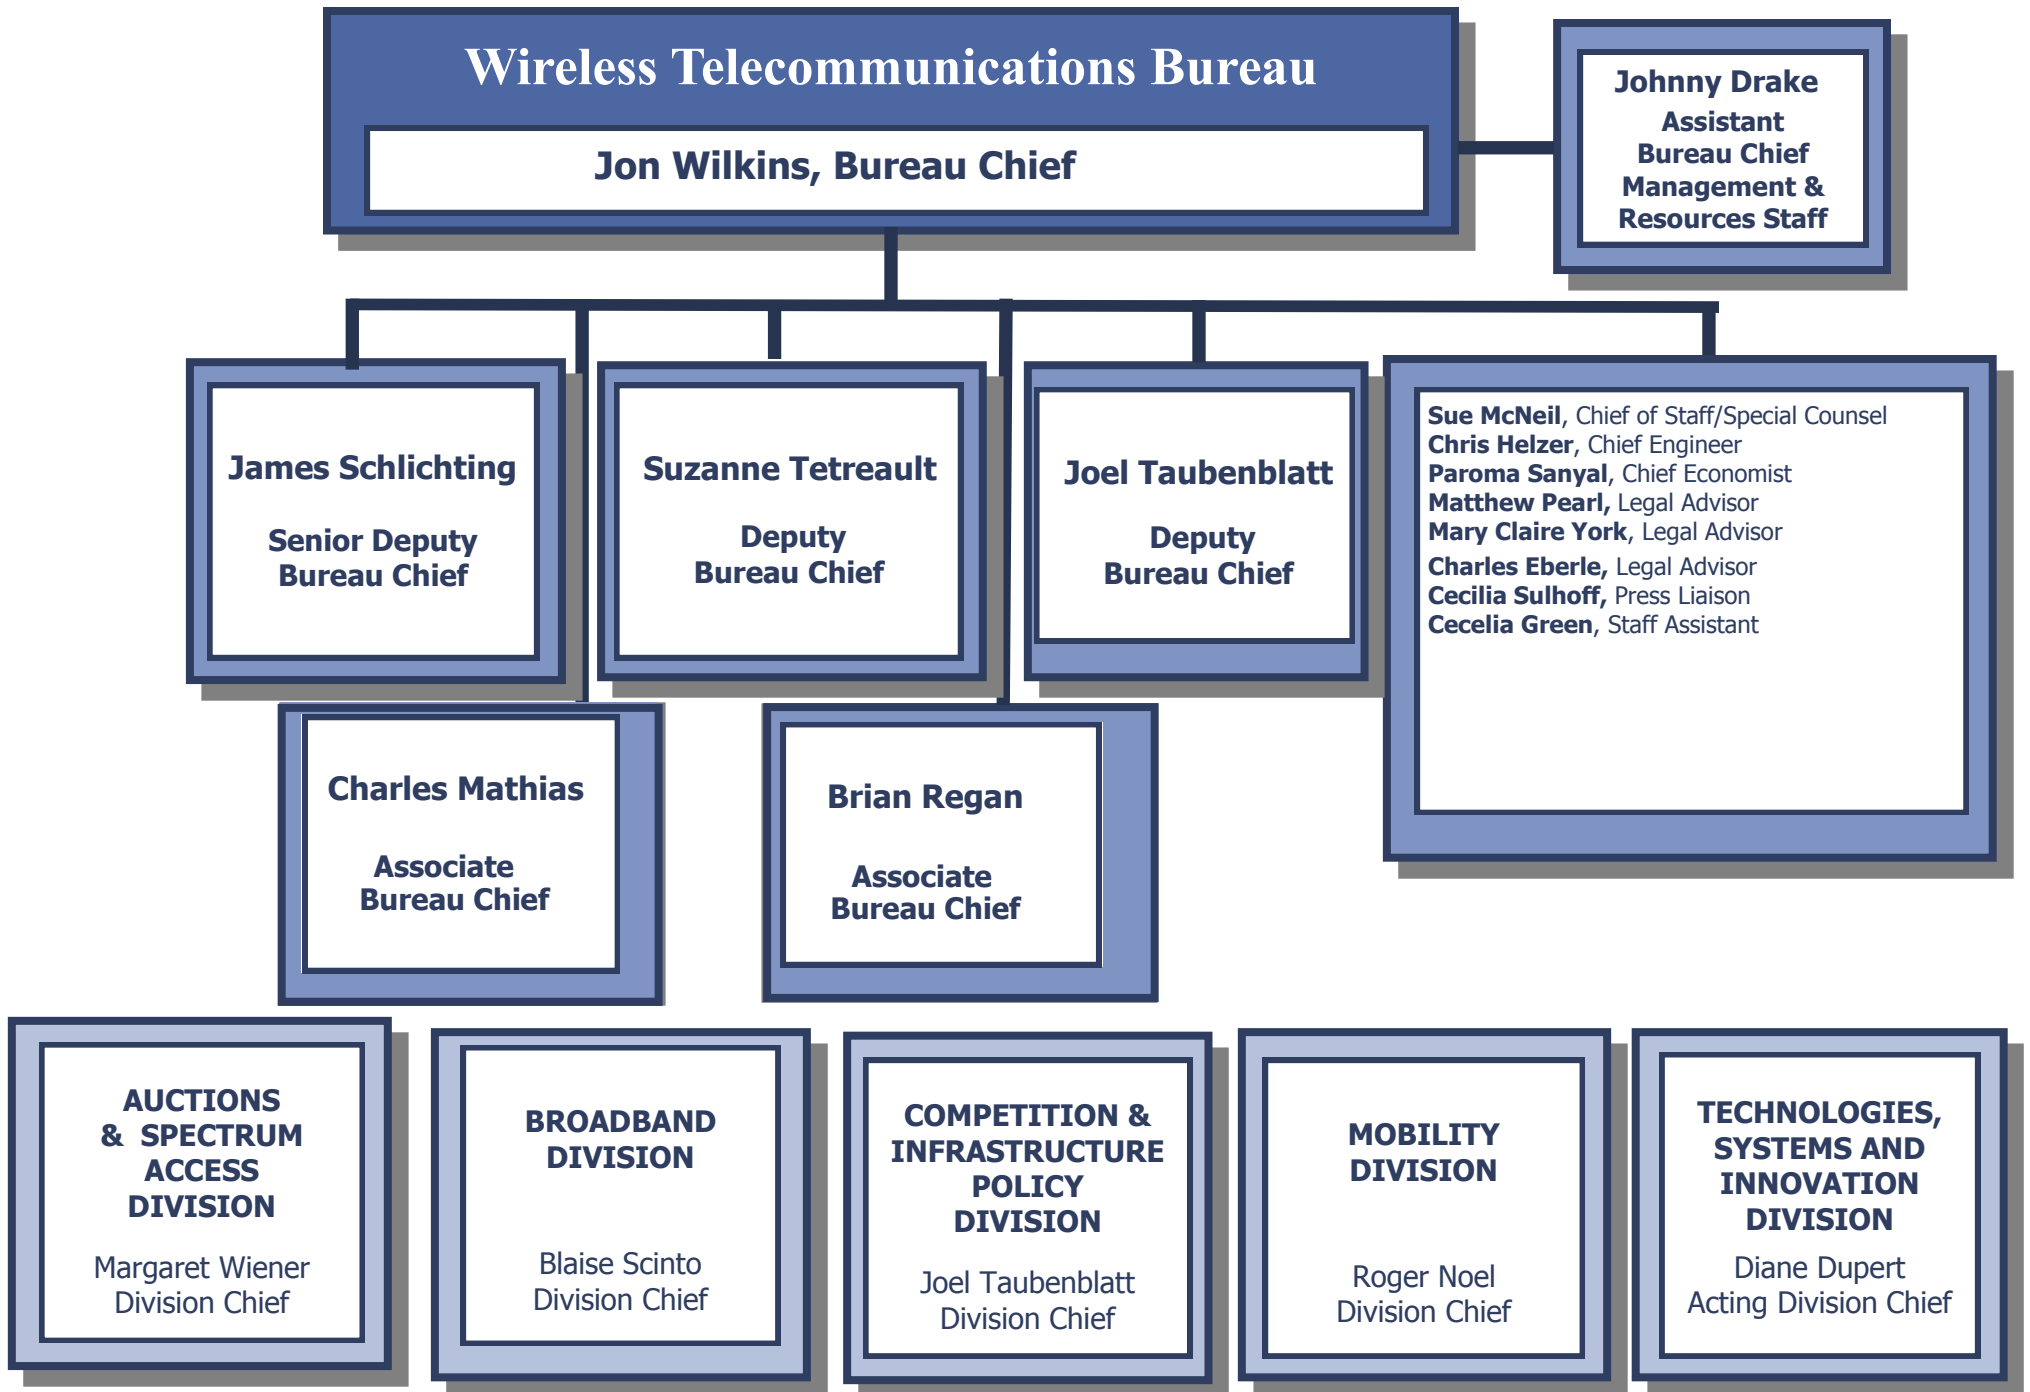 Wireless Telecommunications Bureau
Jon Wilkins, Bureau Chief
Johnny Drake
Assistant
Bureau Chief
Management &
Resources Staff
James Schlichting
Senior Deputy
Bureau Chief
Suzanne Tetreault
Deputy
Bureau Chief
Joel Taubenblatt
Deputy
Bureau Chief
Sue McNeil, Chief of Staff/Special Counsel
Chris Helzer, Chief Engineer
Paroma Sanyal, Chief Economist
Matthew Pearl, Legal Advisor
Mary Claire York, Legal Advisor
Charles Eberle, Legal Advisor
Cecilia Sulhoff, Press Liaison
Cecelia Green, Staff Assistant
Charles Mathias
Associate
Bureau Chief
Brian Regan
Associate
Bureau Chief
AUCTIONS
& SPECTRUM
ACCESS
DIVISION
Margaret Wiener
Division Chief
BROADBAND
DIVISION
Blaise Scinto
Division Chief
COMPETITION &
INFRASTRUCTURE
POLICY
DIVISION
Joel Taubenblatt
Division Chief
MOBILITY
DIVISION
Roger Noel
Division Chief
TECHNOLOGIES,
SYSTEMS AND
INNOVATION
DIVISION
Diane Dupert
Acting Division Chief